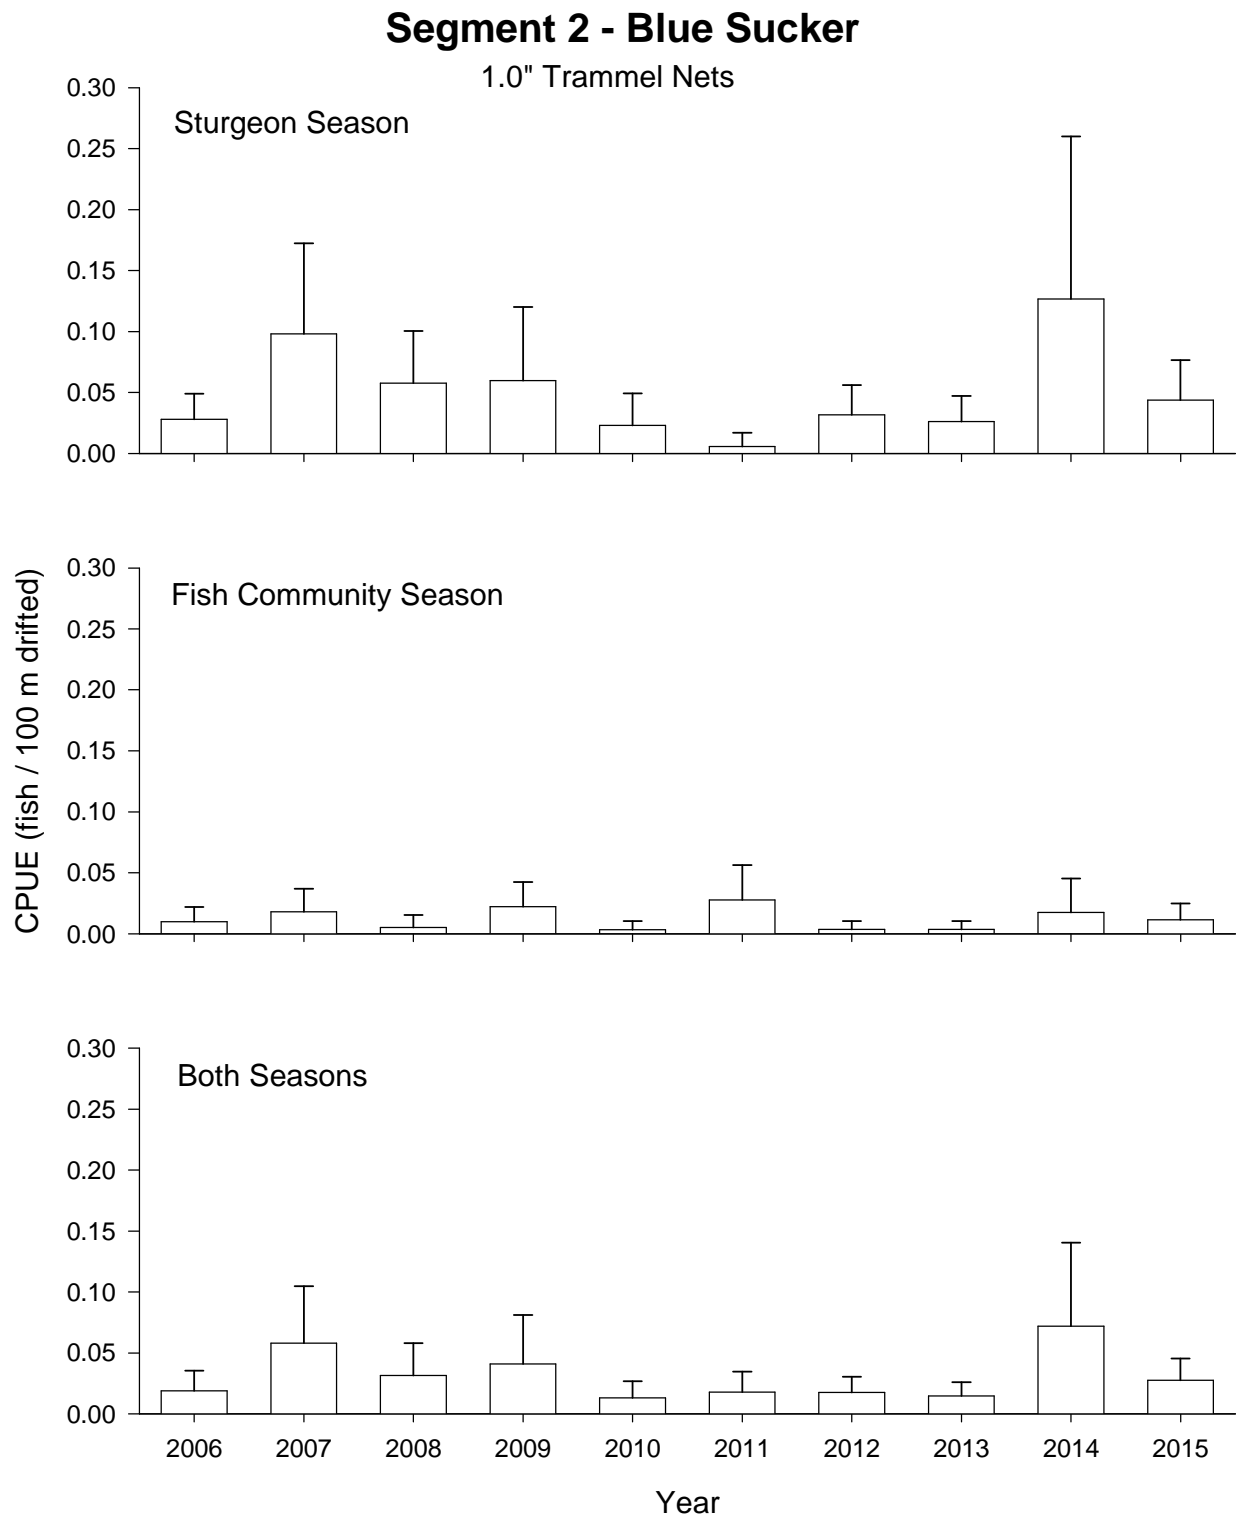 Segment 2 - Blue Sucker
1.0" Trammel Nets
Sturgeon Season
0.30
0.25
0.20
0.15
0.10
0.05
0.00
CPUE (fish / 100 m drifted)
Fish Community Season
0.30
0.25
0.20
0.15
0.10
0.05
0.00
Both Seasons
0.30
0.25
0.20
0.15
0.10
0.05
0.00
2006 2007 2008 2009 2010 2011 2012 2013 2014 2015
Year